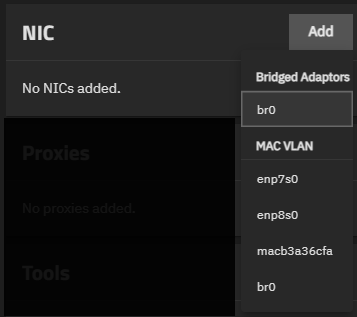 NIC
Add
No NICs added.
Bridged Adaptors
br0
MAC VLAN
enp7s0
enp8s0
macb3a36cfa
br0
Proxies
No proxies added.
Tools